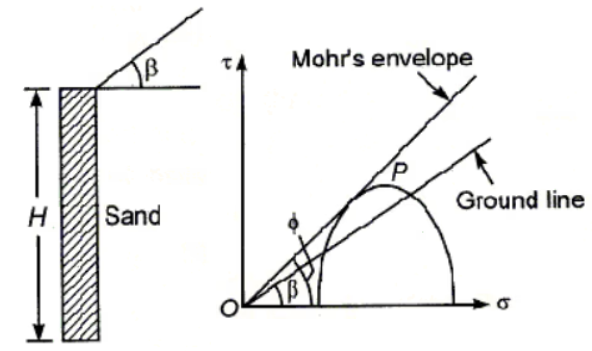 β
τ
Mohr's envelope
P
Ground line
H
Sand
ϕ
β
O
σ